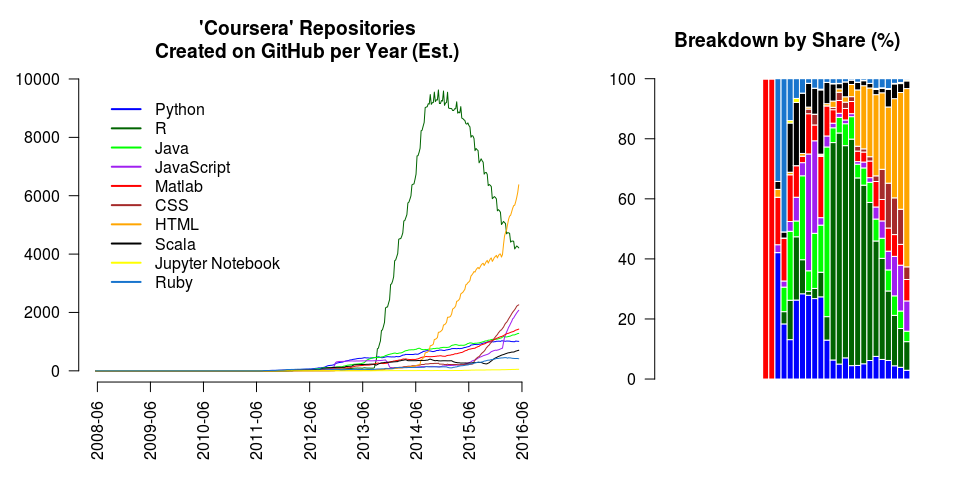 'Coursera' Repositories
Created on GitHub per Year (Est.)
10000
8000
6000
4000
2000
0
Python
R
Java
JavaScript
Matlab
CSS
HTML
Scala
Jupyter Notebook
Ruby
2008-06
2009-06
2010-06
2011-06
2012-06
2013-06
2014-06
2015-06
2016-06
Breakdown by Share (%)
100
80
60
40
20
0